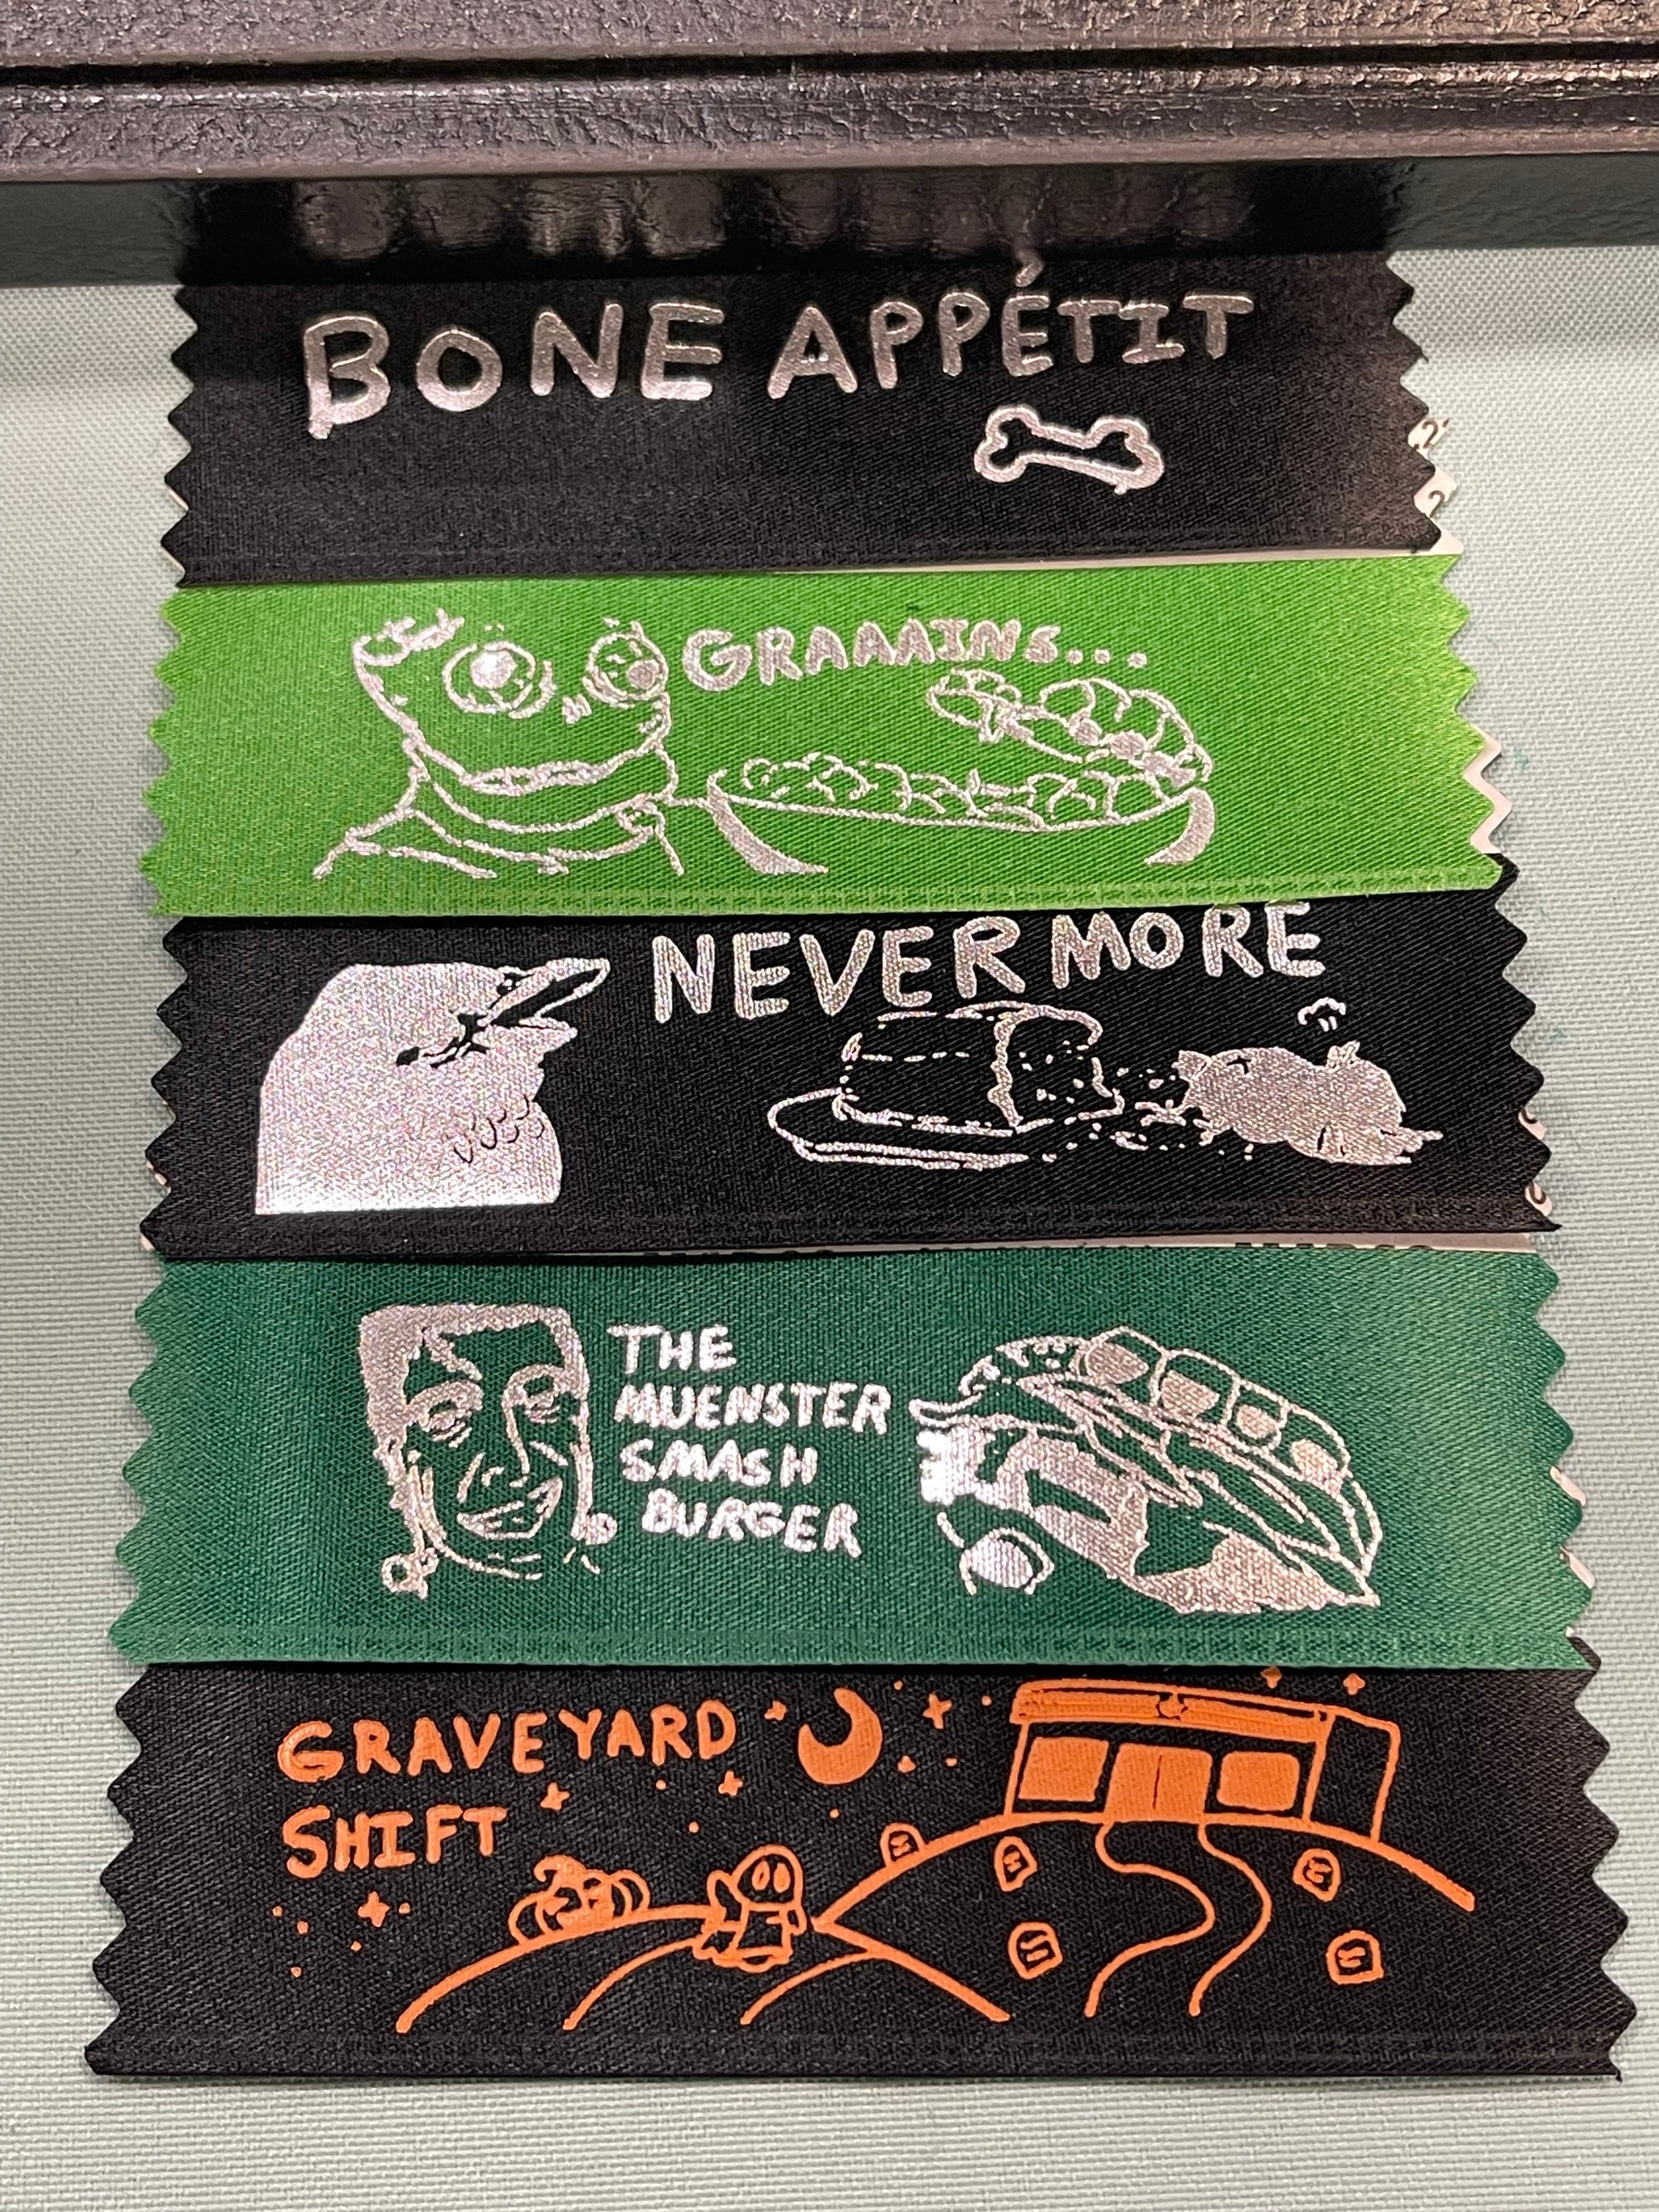 BONE APPÉTIT
GRAAAINS...
NEVERMORE
THE
MUENSTER
SMASH
BURGER
GRAVEYARD
SHIFT